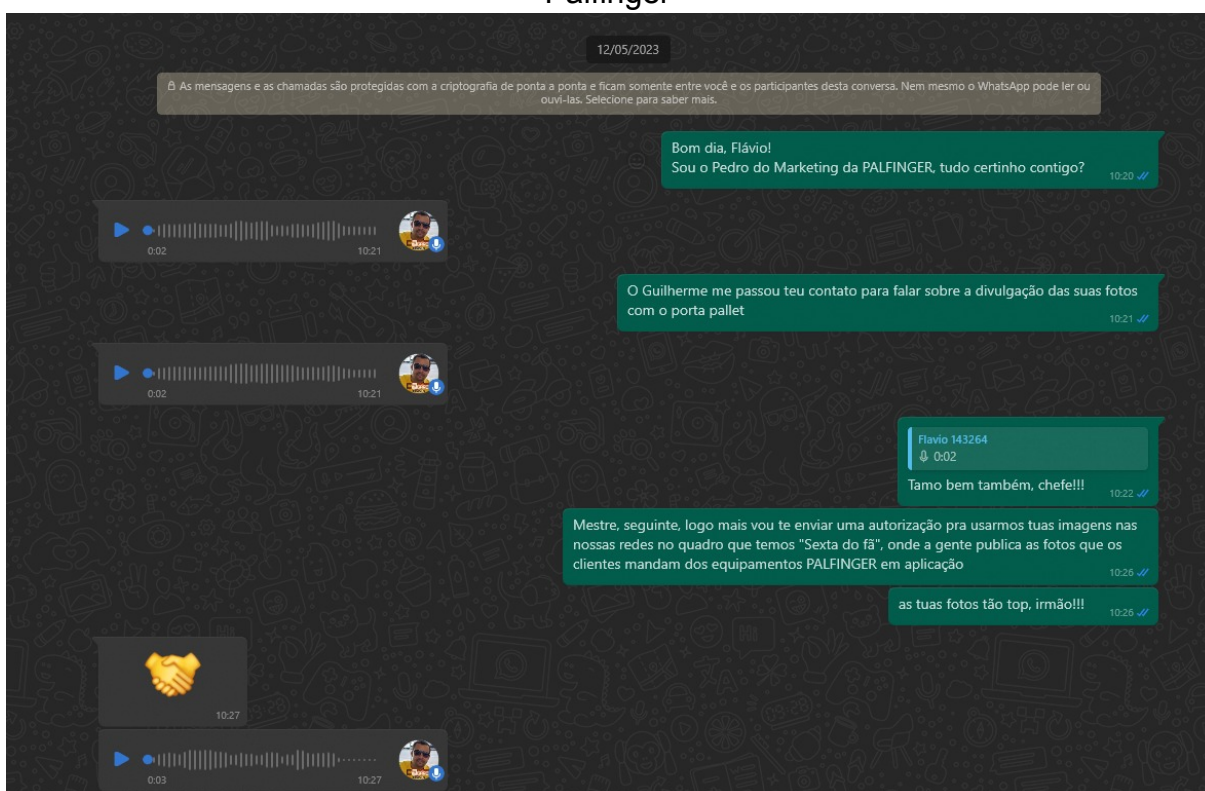 Palfinger
12/05/2023
As mensagens e as chamadas são protegidas com a criptografia de ponta a ponta e ficam somente entre você e os participantes desta conversa. Nem mesmo o WhatsApp pode ler ou
ouvi-las. Selecione para saber mais.
Bom dia, Flávio!
Sou o Pedro do Marketing da PALFINGER, tudo certinho contigo?
10:20
0:02 10:21
O Guilherme me passou teu contato para falar sobre a divulgação das suas fotos
com o porta pallet
10:21
0:02 10:21
Flavio 143264
0:02
Tamo bem também, chefe!!!
10:22
Mestre, seguinte, logo mais vou te enviar uma autorização pra usarmos tuas imagens nas
nossas redes no quadro que temos "Sexta do fã", onde a gente publica as fotos que os
clientes mandam dos equipamentos PALFINGER em aplicação
10:26
as tuas fotos tão top, irmão!!!
10:26
10:27
0:03 10:27